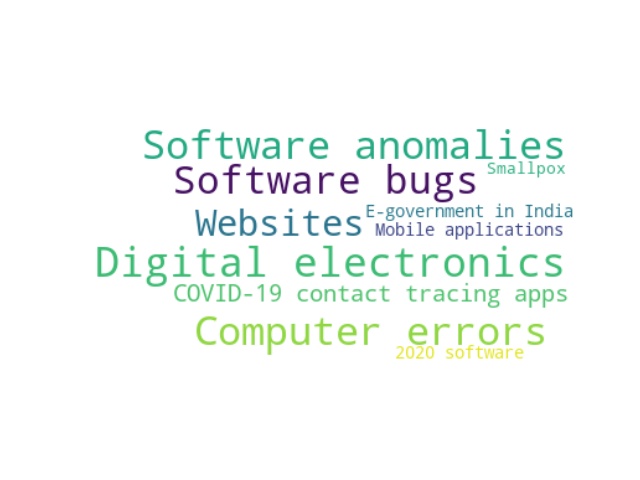 Software anomalies
Smallpox
Software bugs
E-government in India
Websites
Mobile applications
Digital electronics
COVID-19 contact tracing apps
Computer errors
2020 software